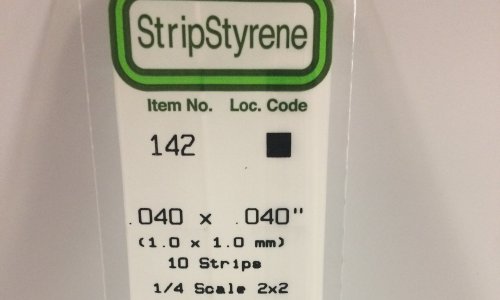 StripStyrene
Item No. Loc. Code
142 ■
.040 x .040"
(1.0 x 1.0 mm)
10 Strips
1/4 Scale 2x2